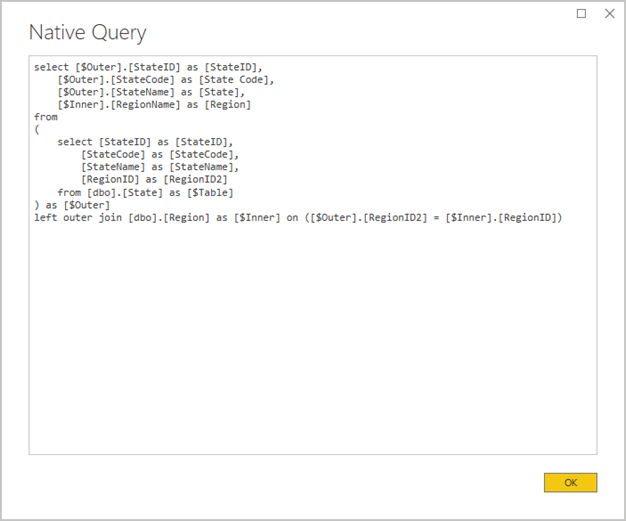 Native Query
select [$Outer].[StateID] as [StateID],
    [$Outer].[StateCode] as [State Code],
    [$Outer].[StateName] as [State],
    [$Inner].[RegionName] as [Region]
from
(
    select [StateID] as [StateID],
        [StateCode] as [StateCode],
        [StateName] as [StateName],
        [RegionID] as [RegionID2]
    from [dbo].[State] as [$Table]
) as [$Outer]
left outer join [dbo].[Region] as [$Inner] on ([$Outer].[RegionID2] = [$Inner].[RegionID])
OK